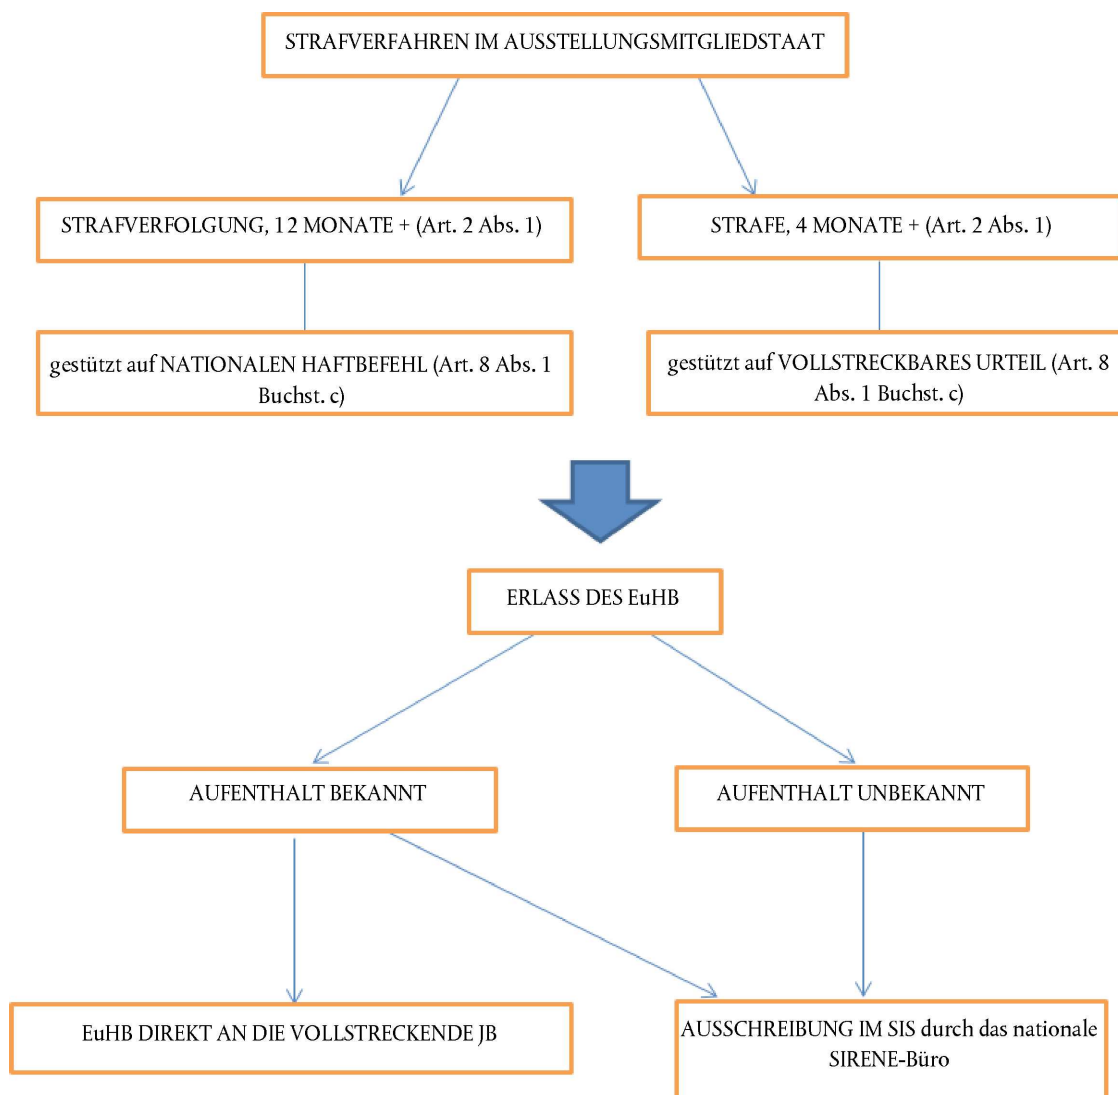 STRAFVERFAHREN IM AUSSTELLUNGSMITGLIEDSTAAT
STRAFVERFOLGUNG, 12 MONATE + (Art. 2 Abs. 1)
STRAFE, 4 MONATE + (Art. 2 Abs. 1)
gestützt auf NATIONALEN HAFTBEFEHL (Art. 8 Abs. 1
Buchst. c)
gestützt auf VOLLSTRECKBARES URTEIL (Art. 8
Abs. 1 Buchst. c)
ERLASS DES EuHB
AUFENTHALT BEKANNT
AUFENTHALT UNBEKANNT
EuHB DIREKT AN DIE VOLLSTRECKENDE JB
AUSSCHREIBUNG IM SIS durch das nationale
SIRENE-Büro